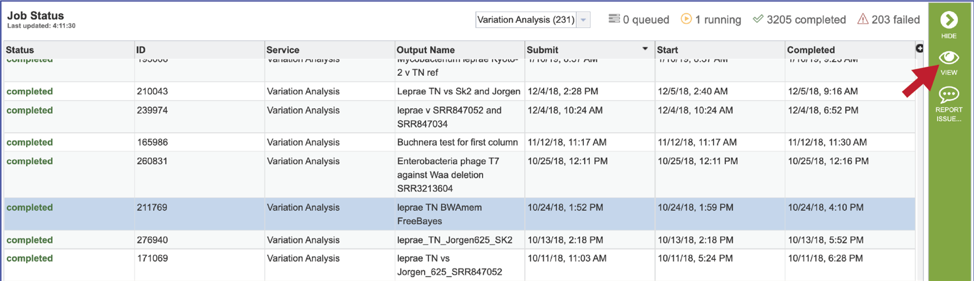 Job Status
Last updated: 4:11:30
Variation Analysis (231)
0 queued
1 running
3205 completed
203 failed
HIDE
VIEW
REPORT
ISSUE...
Status ID Service Output Name Submit Start Completed
completed Variation Analysis Mycobacterium leprae Kyoto-
2 v TN ref
completed 210043 Variation Analysis Leprae TN vs Sk2 and Jorgen 12/4/18, 2:28 PM 12/5/18, 2:40 AM 12/5/18, 9:16 AM
completed 239974 Variation Analysis leprae v SRR847052 and 12/4/18, 10:24 AM 12/4/18, 10:24 AM 12/4/18, 6:52 PM
SRR847034
completed 165986 Variation Analysis Buchnera test for first column 11/12/18, 11:17 AM 11/12/18, 11:17 AM 11/12/18, 11:30 AM
completed 260831 Variation Analysis Enterobacteria phage T7 10/25/18, 12:11 PM 10/25/18, 12:11 PM 10/25/18, 12:16 PM
against Waa deletion
SRR3213604
completed 211769 Variation Analysis leprae TN BWAmem 10/24/18, 1:52 PM 10/24/18, 1:59 PM 10/24/18, 4:10 PM
FreeBayes
completed 276940 Variation Analysis leprae_TN_Jorgen625_SK2 10/13/18, 2:18 PM 10/13/18, 2:18 PM 10/13/18, 5:52 PM
completed 171069 Variation Analysis leprae TN vs 10/11/18, 11:03 AM 10/11/18, 5:24 PM 10/11/18, 6:28 PM
Jorgen_625_SRR847052